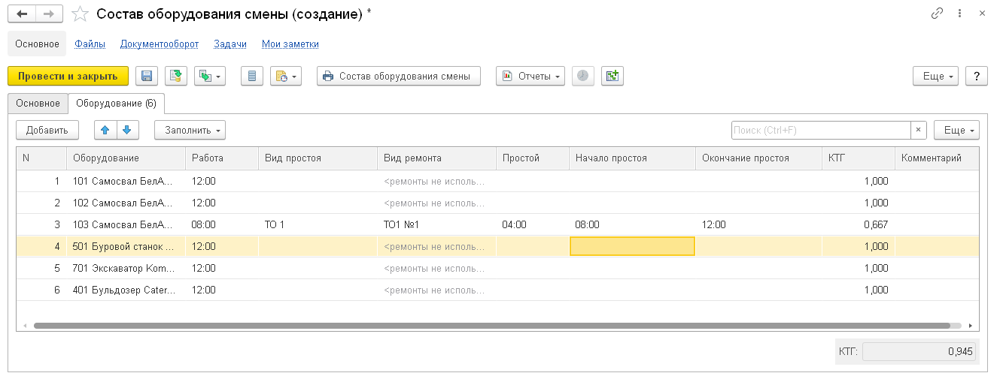 Состав оборудования смены (создание) *
Основное Файлы Документооборот Задачи Мои заметки
Провести и закрыть Состав оборудования смены Отчеты Еще ?
Основное Оборудование (6)
Добавить Заполнить Поиск (Ctrl+F) × Еще
N Оборудование Работа Вид простоя Вид ремонта Простой Начало простоя Окончание простоя КТГ Комментарий
1 101 Самосвал БелА... 12:00 <ремонты не исполь... 1,000
2 102 Самосвал БелА... 12:00 <ремонты не исполь... 1,000
3 103 Самосвал БелА... 08:00 ТО 1 ТО1 №1 04:00 08:00 12:00 0,667
4 501 Буровой станок ... 12:00 <ремонты не исполь... 1,000
5 701 Экскаватор Kom... 12:00 <ремонты не исполь... 1,000
6 401 Бульдозер Cater... 12:00 <ремонты не исполь... 1,000
КТГ: 0,945